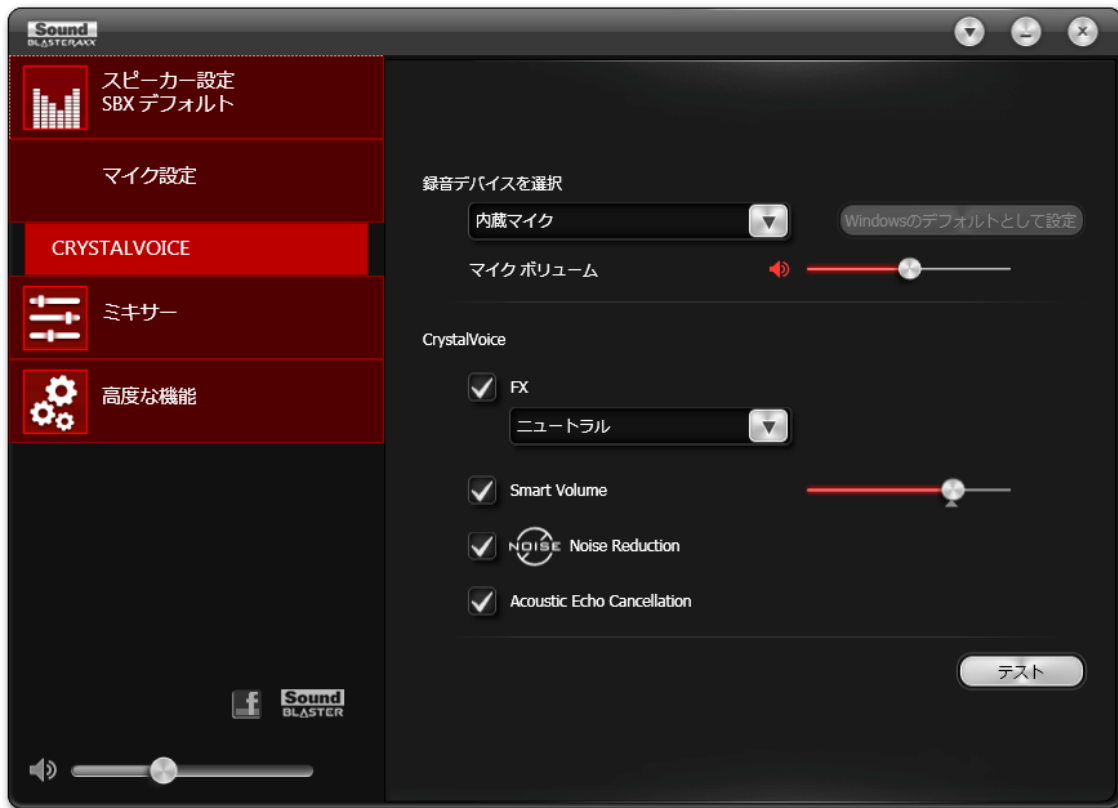 Sound
BLASTERAXX
スピーカー設定
SBX デフォルト
マイク設定
CRYSTALVOICE
ミキサー
高度な機能
f
Sound
BLASTER
録音デバイスを選択
内蔵マイク
Windowsのデフォルトとして設定
マイク ボリューム
CrystalVoice
FX
ニュートラル
Smart Volume
NOISE Noise Reduction
Acoustic Echo Cancellation
テスト